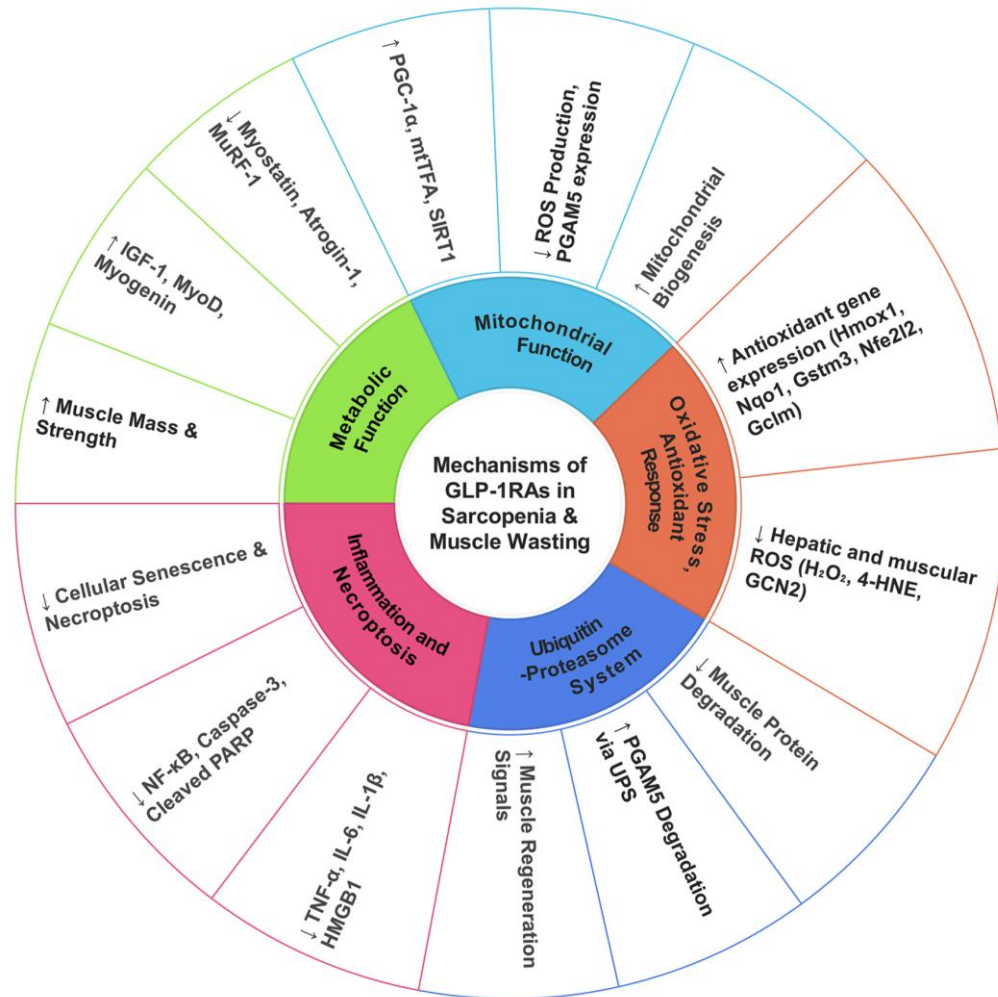 Mechanisms of
GLP-1RAs in
Sarcopenia &
Muscle Wasting
Mitochondrial
Function
↑ PGC-1α, mtTFA, SIRT1
↓ ROS Production,
PGAM5 expression
↑ Mitochondrial
Biogenesis
Oxidative Stress,
Antioxidant
Response
↑ Antioxidant gene
expression (Hmox1,
Nqo1, Gstm3, Nfe2l2,
Gclm)
↓ Hepatic and muscular
ROS (H₂O₂, 4-HNE,
GCN2)
Ubiquitin
-Proteasome
System
↓ Muscle Protein
Degradation
↑ PGAM5 Degradation
via UPS
↑ Muscle Regeneration
Signals
Inflammation and
Necroptosis
↓ TNF-α, IL-6, IL-1β,
HMGB1
↓ NF-κB, Caspase-3,
Cleaved PARP
↓ Cellular Senescence &
Necroptosis
Metabolic
Function
↑ Muscle Mass &
Strength
↑ IGF-1, MyoD,
Myogenin
↓ Myostatin, Atrogin-1,
MuRF-1